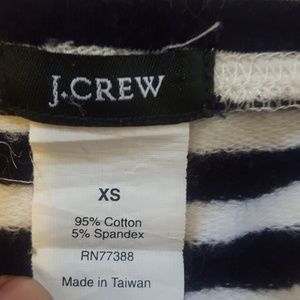 J.CREW
XS
95% Cotton
5% Spandex
RN77388
Made in Taiwan